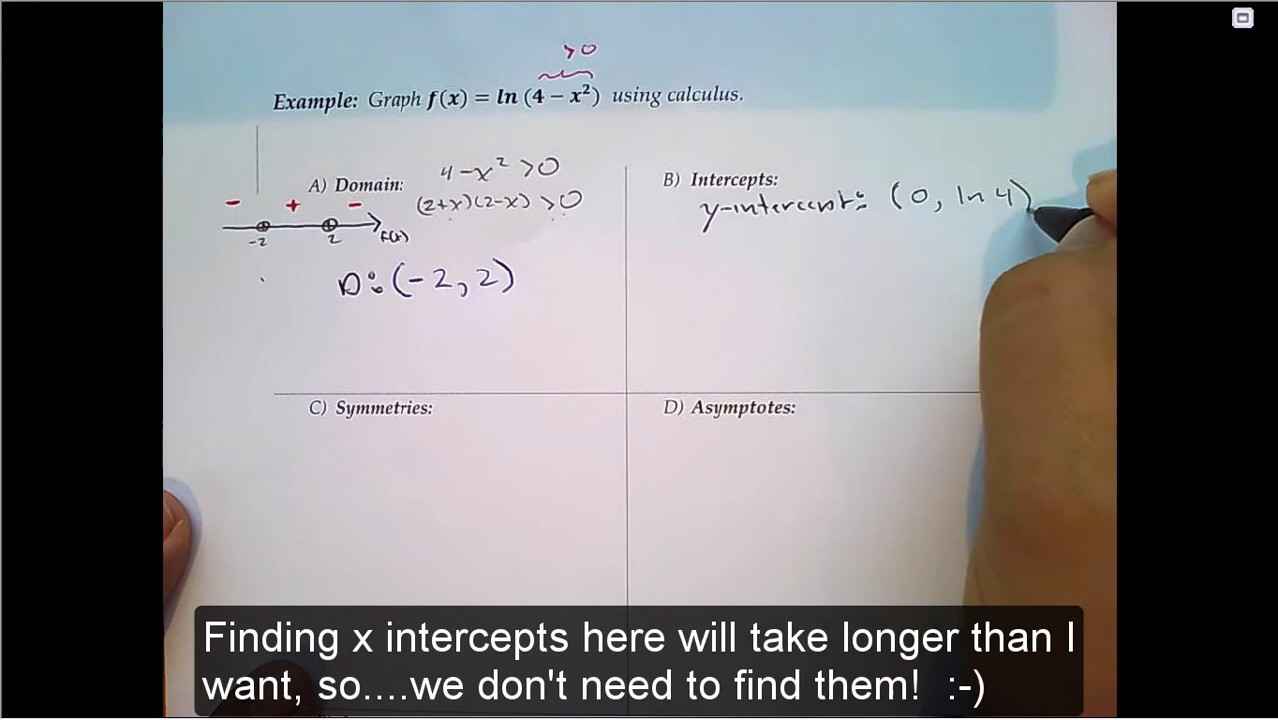 > 0
Example: Graph f(x) = ln (4 − x²) using calculus.
A) Domain:
4 − x² > 0
(2+x)(2−x) > 0
− + −
−2 2 f(x)
D: (−2, 2)
B) Intercepts:
y-intercept: (0, ln 4)
C) Symmetries:
D) Asymptotes:
Finding x intercepts here will take longer than I
want, so....we don't need to find them!  :-)